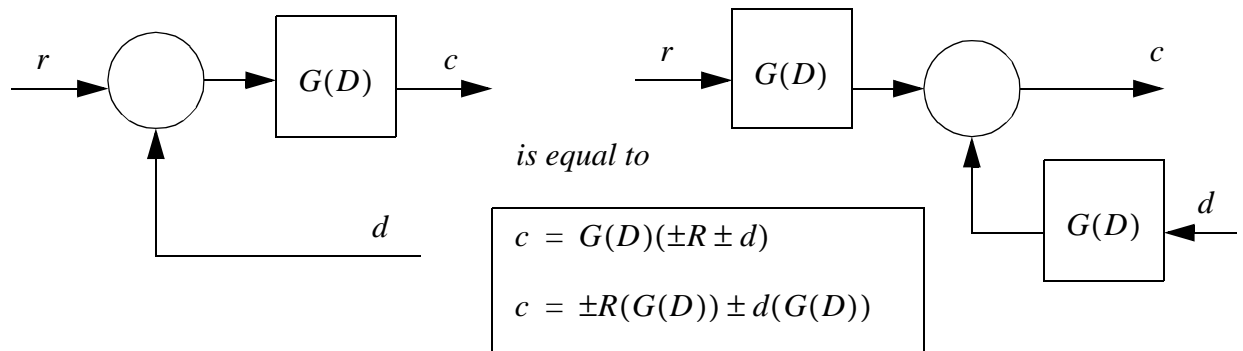 r
G(D)
c
r
G(D)
c
is equal to
d
G(D)
d
c = G(D)(±R ± d)
c = ±R(G(D)) ± d(G(D))